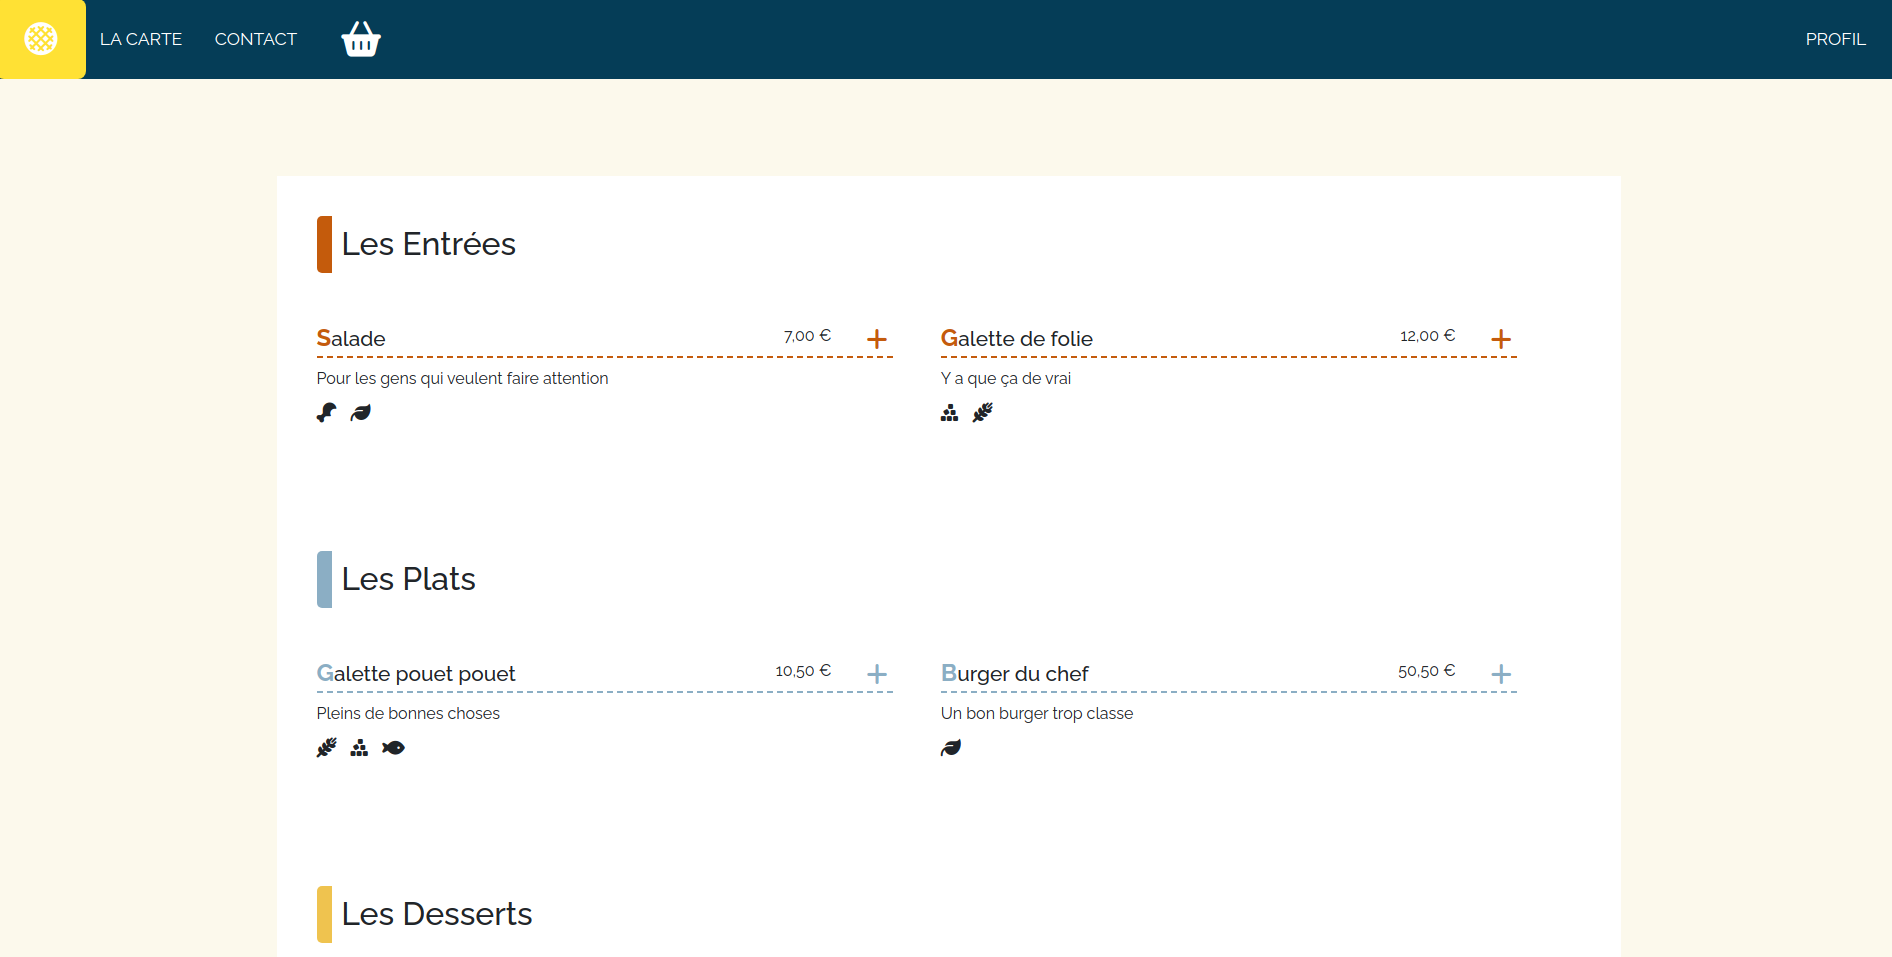 LA CARTE
CONTACT
PROFIL
Les Entrées
Salade 7,00 €
Galette de folie 12,00 €
Pour les gens qui veulent faire attention
Y a que ça de vrai
Les Plats
Galette pouet pouet 10,50 €
Burger du chef 50,50 €
Pleins de bonnes choses
Un bon burger trop classe
Les Desserts